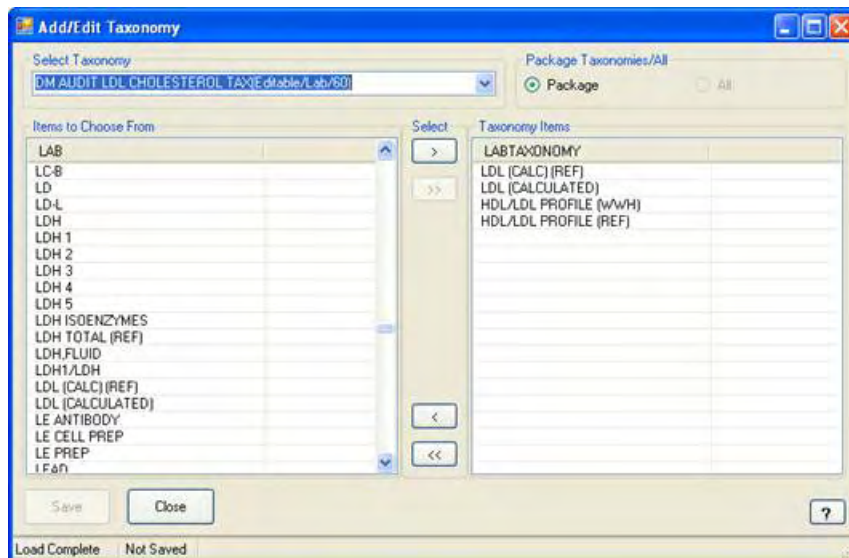 Add/Edit Taxonomy
Select Taxonomy
DM AUDIT LDL CHOLESTEROL TAX(Editable/Lab/60)
Package Taxonomies/All
Package
All
Items to Choose From
LAB
LC-B
LD
LD-L
LDH
LDH 1
LDH 2
LDH 3
LDH 4
LDH 5
LDH ISOENZYMES
LDH TOTAL (REF)
LDH,FLUID
LDH1/LDH
LDL (CALC) (REF)
LDL (CALCULATED)
LE ANTIBODY
LE CELL PREP
LE PREP
LEAD
Select
>
>>
<
<<
Taxonomy Items
LABTAXONOMY
LDL (CALC) (REF)
LDL (CALCULATED)
HDL/LDL PROFILE (WWH)
HDL/LDL PROFILE (REF)
Save
Close
?
Load Complete
Not Saved